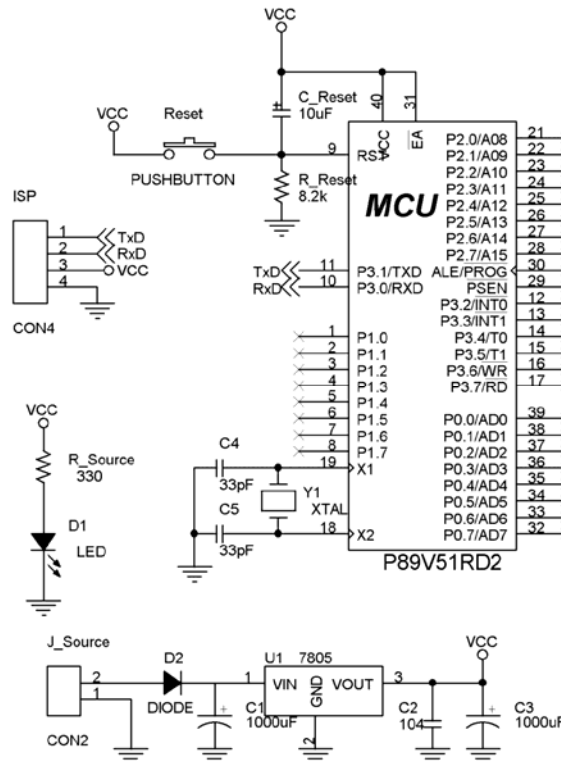 VCC
VCC
Reset
C_Reset
10uF
40
31
VCC
EA
PUSHBUTTON
9
RST
R_Reset
8.2k
MCU
ISP
1
TxD
2
RxD
3
VCC
4
CON4
TxD
11
P3.1/TXD
RxD
10
P3.0/RXD
1
P1.0
2
P1.1
3
P1.2
4
P1.3
5
P1.4
6
P1.5
7
P1.6
8
P1.7
19
X1
18
X2
P2.0/A08
21
P2.1/A09
22
P2.2/A10
23
P2.3/A11
24
P2.4/A12
25
P2.5/A13
26
P2.6/A14
27
P2.7/A15
28
ALE/PROG
30
PSEN
29
P3.2/INT0
12
P3.3/INT1
13
P3.4/T0
14
P3.5/T1
15
P3.6/WR
16
P3.7/RD
17
P0.0/AD0
39
P0.1/AD1
38
P0.2/AD2
37
P0.3/AD3
36
P0.4/AD4
35
P0.5/AD5
34
P0.6/AD6
33
P0.7/AD7
32
P89V51RD2
C4
33pF
Y1
XTAL
C5
33pF
VCC
R_Source
330
D1
LED
J_Source
2
1
CON2
D2
DIODE
C1
1000uF
U1
7805
1
VIN
GND
VOUT
3
2
VCC
C2
104
C3
1000uF